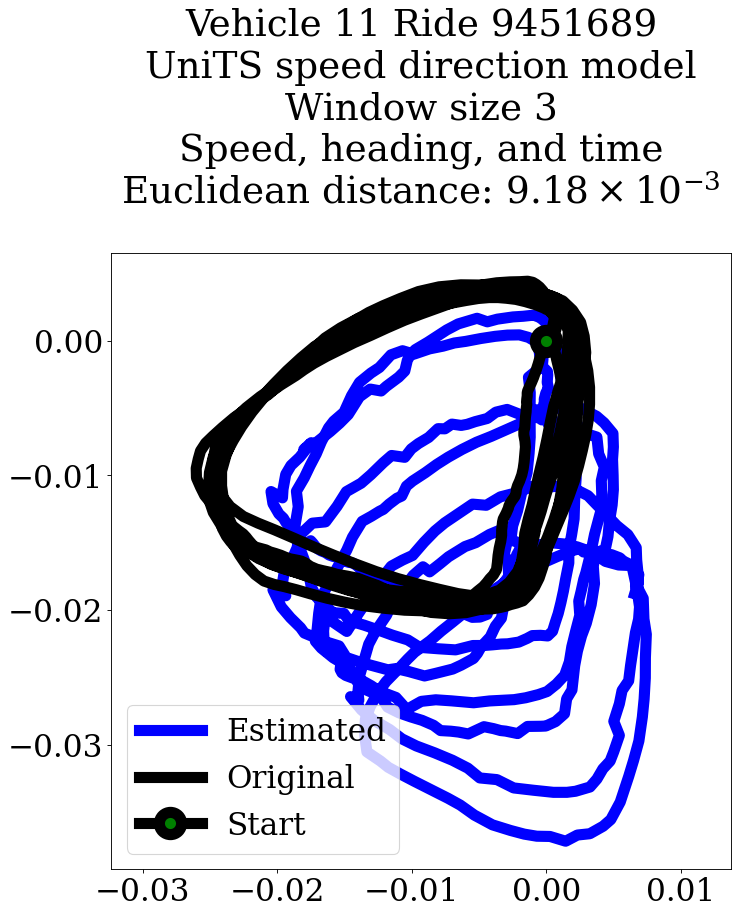 Vehicle 11 Ride 9451689
UniTS speed direction model
Window size 3
Speed, heading, and time
Euclidean distance: 9.18 × 10⁻³
0.00
−0.01
−0.02
−0.03
Estimated
Original
Start
−0.03 −0.02 −0.01 0.00 0.01